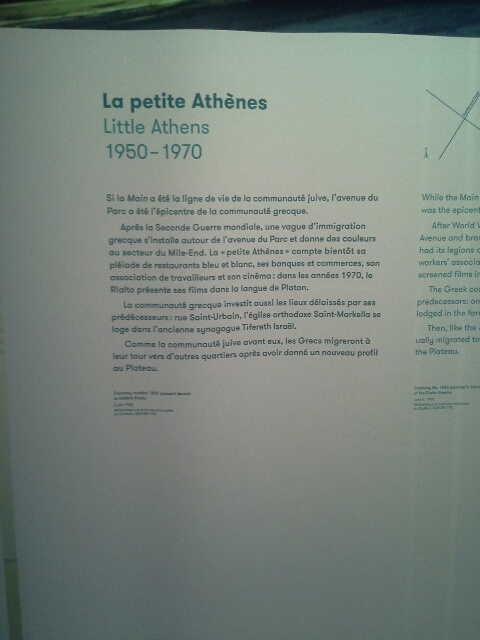 La petite Athènes
Little Athens
1950–1970
Si la Main a été la ligne de vie de la communauté juive, l'avenue du
Parc a été l'épicentre de la communauté grecque.
Après la Seconde Guerre mondiale, une vague d'immigration
grecque s'installe autour de l'avenue du Parc et donne des couleurs
au secteur du Mile-End. La « petite Athènes » compte bientôt sa
pléiade de restaurants bleu et blanc, ses banques et commerces, son
association de travailleurs et son cinéma : dans les années 1970, le
Rialto présente ses films dans la langue de Platon.
La communauté grecque investit aussi les lieux délaissés par ses
prédécesseurs : rue Saint-Urbain, l'église orthodoxe Saint-Markella se
loge dans l'ancienne synagogue Tifereth Israël.
Comme la communauté juive avant eux, les Grecs migreront à
leur tour vers d'autres quartiers après avoir donné un nouveau profil
au Plateau.
While the Main
was the epicent
After World W
Avenue and brou
had its legions o
workers' associa
screened films in
The Greek com
predecessors: on
lodged in the for
Then, like the
ually migrated to
the Plateau.